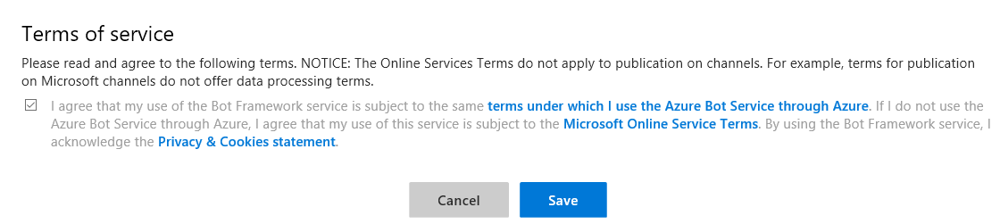 Terms of service
Please read and agree to the following terms. NOTICE: The Online Services Terms do not apply to publication on channels. For example, terms for publication
on Microsoft channels do not offer data processing terms.
I agree that my use of the Bot Framework service is subject to the same terms under which I use the Azure Bot Service through Azure. If I do not use the
Azure Bot Service through Azure, I agree that my use of this service is subject to the Microsoft Online Service Terms. By using the Bot Framework service, I
acknowledge the Privacy & Cookies statement.
Cancel Save